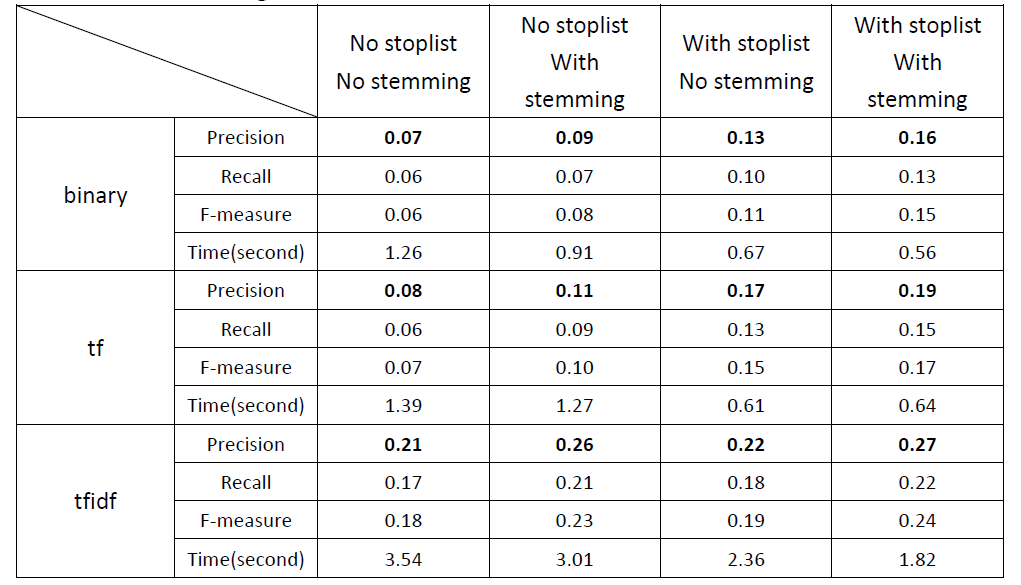 No stoplist
No stemming
No stoplist
With
stemming
With stoplist
No stemming
With stoplist
With
stemming
binary
Precision 0.07 0.09 0.13 0.16
Recall 0.06 0.07 0.10 0.13
F-measure 0.06 0.08 0.11 0.15
Time(second) 1.26 0.91 0.67 0.56
tf
Precision 0.08 0.11 0.17 0.19
Recall 0.06 0.09 0.13 0.15
F-measure 0.07 0.10 0.15 0.17
Time(second) 1.39 1.27 0.61 0.64
tfidf
Precision 0.21 0.26 0.22 0.27
Recall 0.17 0.21 0.18 0.22
F-measure 0.18 0.23 0.19 0.24
Time(second) 3.54 3.01 2.36 1.82